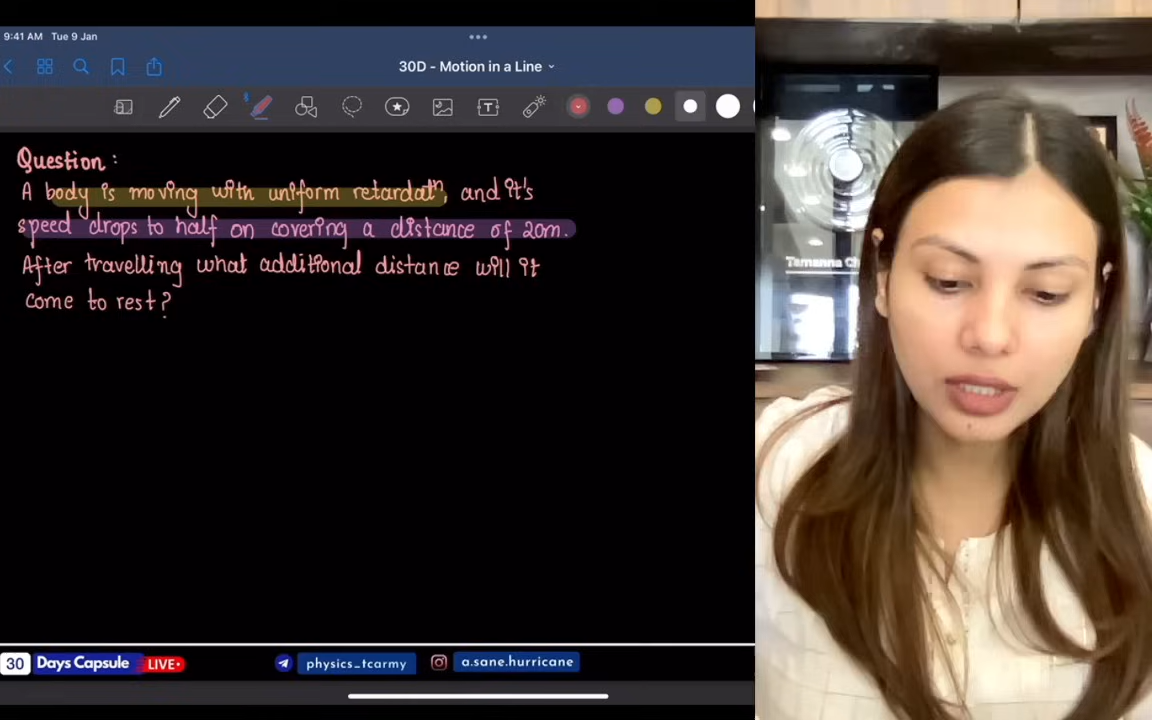 9:41 AM Tue 9 Jan
30D - Motion in a Line
T
Question:
A body is moving with uniform retardatⁿ, and it's
speed drops to half on covering a distance of 20m.
After travelling what additional distance will it
come to rest?
Tamanna Ch
30 Days Capsule LIVE physics_tcarmy a.sane.hurricane